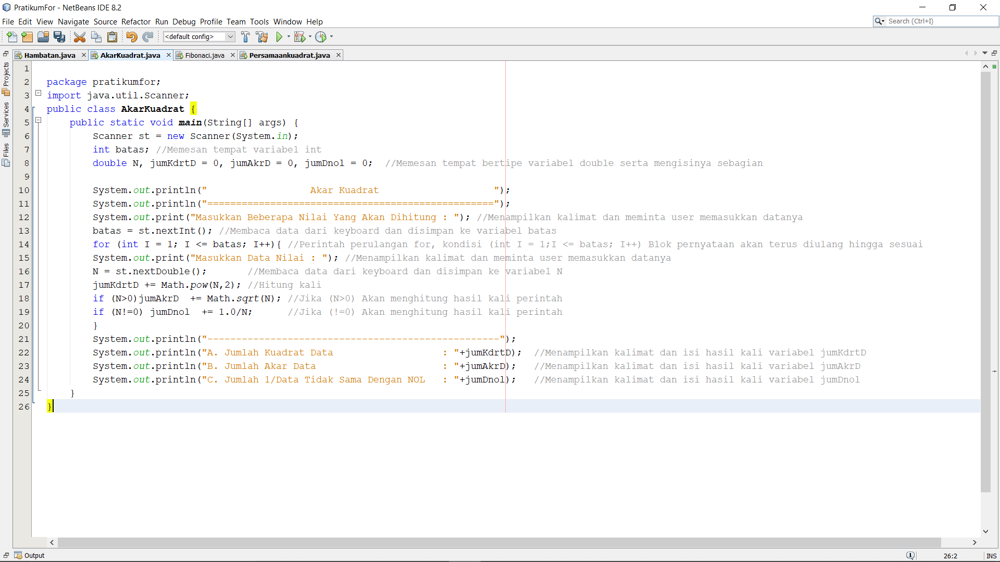 PratikumFor - NetBeans IDE 8.2
File Edit View Navigate Source Refactor Run Debug Profile Team Tools Window Help
Search (Ctrl+I)
<default config>
Hambatan.java AkarKuadrat.java Fibonaci.java Persamaankuadrat.java
Projects
Services
Files
1
2 package pratikumfor;
3 import java.util.Scanner;
4 public class AkarKuadrat {
5     public static void main(String[] args) {
6         Scanner st = new Scanner(System.in);
7         int batas; //Memesan tempat variabel int
8         double N, jumKdrtD = 0, jumAkrD = 0, jumDnol = 0;  //Memesan tempat bertipe variabel double serta mengisinya sebagian
9
10         System.out.println("                  Akar Kuadrat                    ");
11         System.out.println("==================================================");
12         System.out.print("Masukkan Beberapa Nilai Yang Akan Dihitung : "); //Menampilkan kalimat dan meminta user memasukkan datanya
13         batas = st.nextInt(); //Membaca data dari keyboard dan disimpan ke variabel batas
14         for (int I = 1; I <= batas; I++){ //Perintah perulangan for, kondisi (int I = 1;I <= batas; I++) Blok pernyataan akan terus diulang hingga sesuai
15         System.out.print("Masukkan Data Nilai : "); //Menampilkan kalimat dan meminta user memasukkan datanya
16         N = st.nextDouble();       //Membaca data dari keyboard dan disimpan ke variabel N
17         jumKdrtD += Math.pow(N,2); //Hitung kali
18         if (N>0)jumAkrD  += Math.sqrt(N); //Jika (N>0) Akan menghitung hasil kali perintah
19         if (N!=0) jumDnol  += 1.0/N;      //Jika (!=0) Akan menghitung hasil kali perintah
20         }
21         System.out.println("---------------------------------------------------");
22         System.out.println("A. Jumlah Kuadrat Data                   : "+jumKdrtD);  //Menampilkan kalimat dan isi hasil kali variabel jumKdrtD
23         System.out.println("B. Jumlah Akar Data                      : "+jumAkrD);   //Menampilkan kalimat dan isi hasil kali variabel jumAkrD
24         System.out.println("C. Jumlah 1/Data Tidak Sama Dengan NOL   : "+jumDnol);   //Menampilkan kalimat dan isi hasil kali variabel jumDnol
25     }
26 }
Output
1
26:2
INS